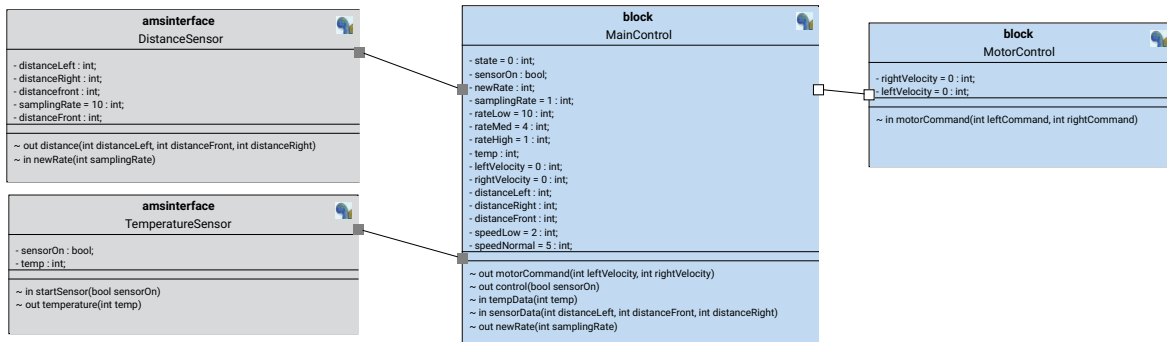 amsinterface
DistanceSensor
- distanceLeft : int;
- distanceRight : int;
- distancefront : int;
- samplingRate = 10 : int;
- distanceFront : int;
~ out distance(int distanceLeft, int distanceFront, int distanceRight)
~ in newRate(int samplingRate)
amsinterface
TemperatureSensor
- sensorOn : bool;
- temp : int;
~ in startSensor(bool sensorOn)
~ out temperature(int temp)
block
MainControl
- state = 0 : int;
- sensorOn : bool;
- newRate : int;
- samplingRate = 1 : int;
- rateLow = 10 : int;
- rateMed = 4 : int;
- rateHigh = 1 : int;
- temp : int;
- leftVelocity = 0 : int;
- rightVelocity = 0 : int;
- distanceLeft : int;
- distanceRight : int;
- distanceFront : int;
- speedLow = 2 : int;
- speedNormal = 5 : int;
~ out motorCommand(int leftVelocity, int rightVelocity)
~ out control(bool sensorOn)
~ in tempData(int temp)
~ in sensorData(int distanceLeft, int distanceFront, int distanceRight)
~ out newRate(int samplingRate)
block
MotorControl
- rightVelocity = 0 : int;
- leftVelocity = 0 : int;
~ in motorCommand(int leftCommand, int rightCommand)